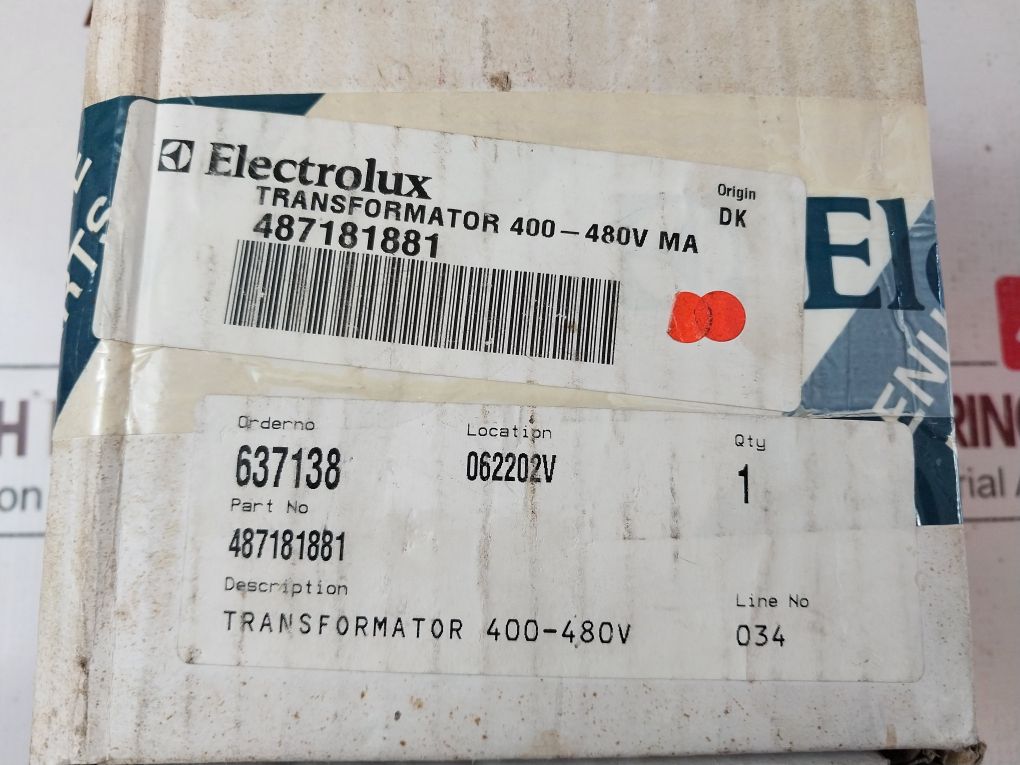 Electrolux
TRANSFORMATOR 400-480V MA
487181881
Origin
DK
Orderno
637138
Location
062202V
Qty
1
Part No
487181881
Description
TRANSFORMATOR 400-480V
Line No
034